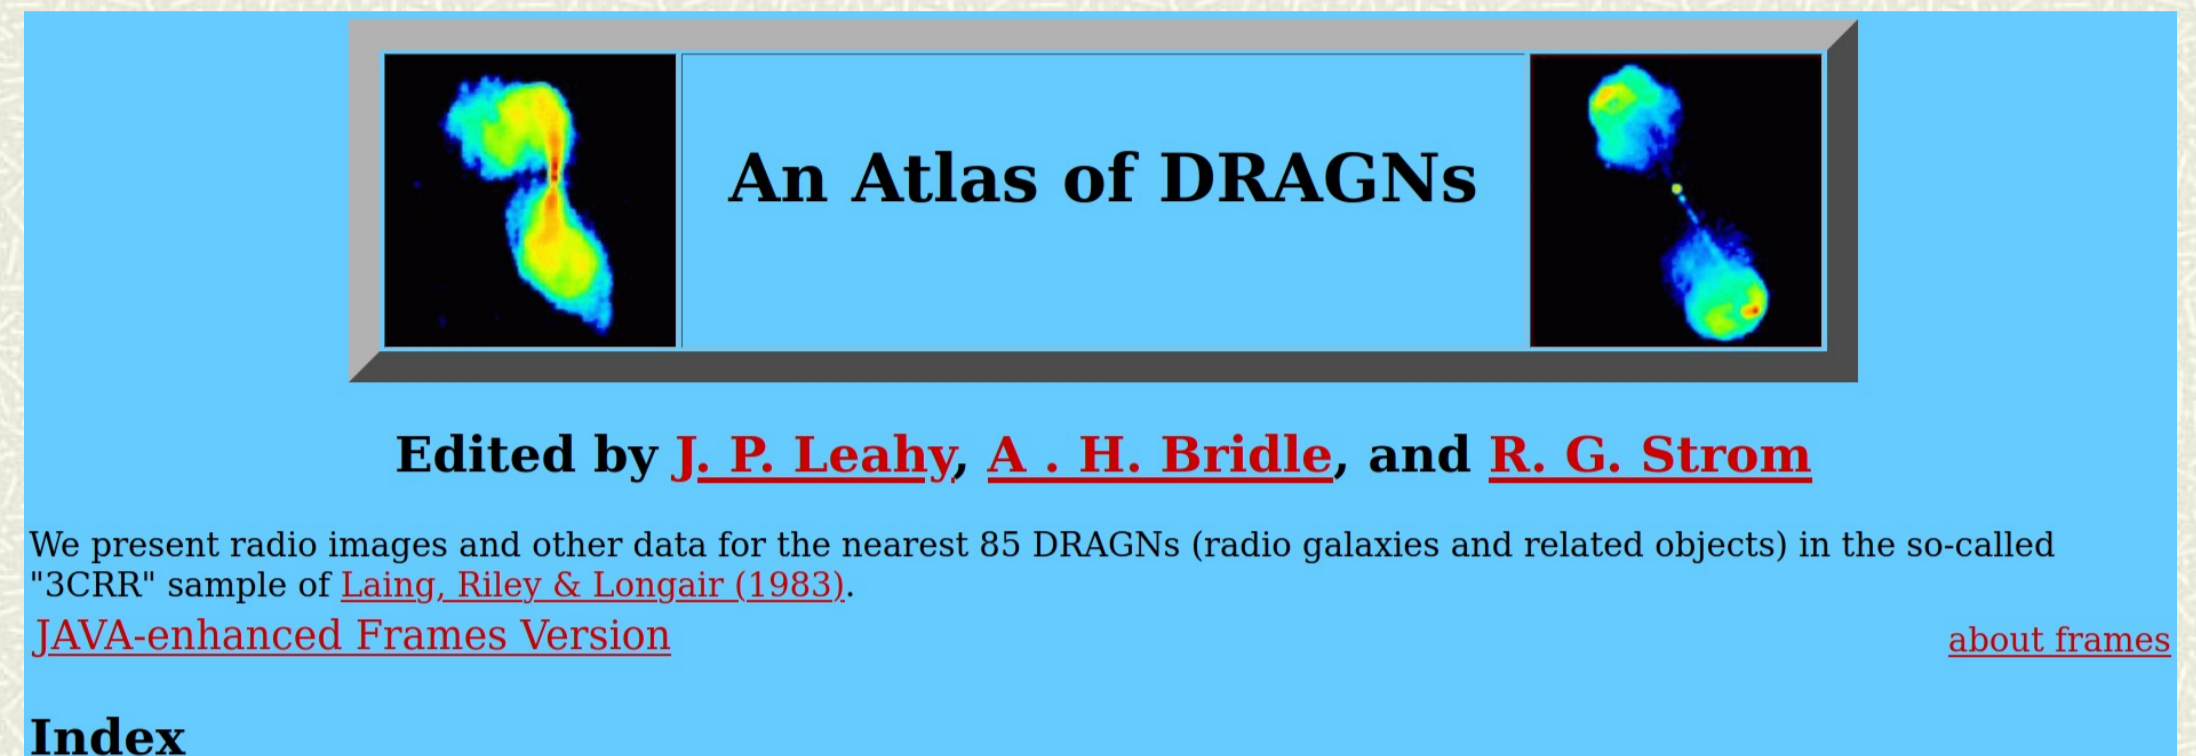 An Atlas of DRAGNs
Edited by J. P. Leahy, A . H. Bridle, and R. G. Strom
We present radio images and other data for the nearest 85 DRAGNs (radio galaxies and related objects) in the so-called
"3CRR" sample of Laing, Riley & Longair (1983).
JAVA-enhanced Frames Version about frames
Index